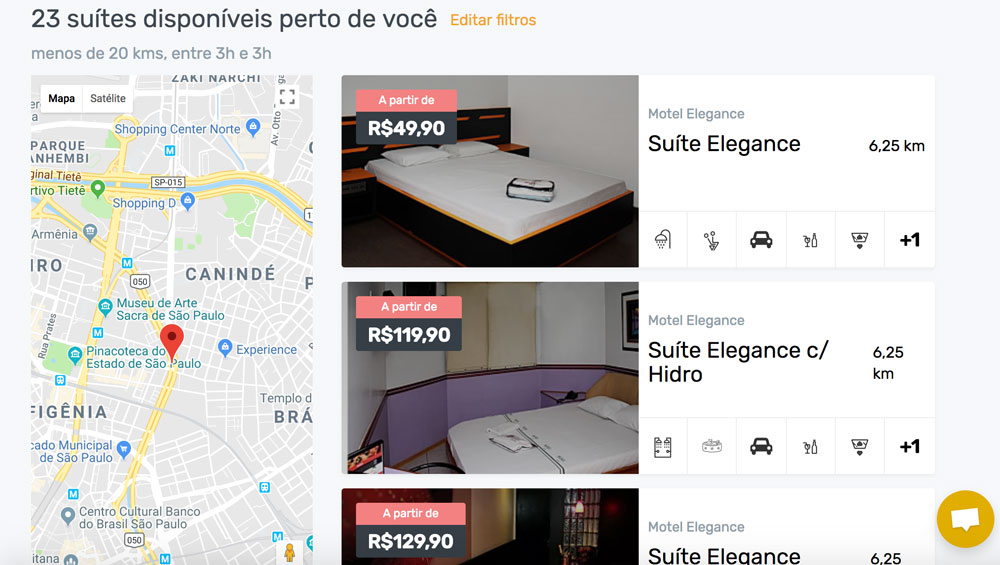 23 suítes disponíveis perto de você Editar filtros
menos de 20 kms, entre 3h e 3h
Mapa Satélite
ZAKI NARCHI
Av. Otto
Shopping Center Norte
PARQUE
ANHEMBI
ginal Tietê
rtivo Tietê
SP-015
Shopping D
Armênia
IRO
CANINDÉ
050
Museu de Arte
Sacra de São Paulo
Rua Prates
Pinacoteca do
Estado de São Paulo
Experience
FIGÊNIA
Templo d
BRÁ
cado Municipal
de São Paulo
Centro Cultural Banco
do Brasil São Paulo
050
itana
A partir de
R$49,90
Motel Elegance
Suíte Elegance 6,25 km
+1
A partir de
R$119,90
Motel Elegance
Suíte Elegance c/ 6,25
Hidro km
+1
A partir de
R$129,90
Motel Elegance
Suíte Elegance 6,25